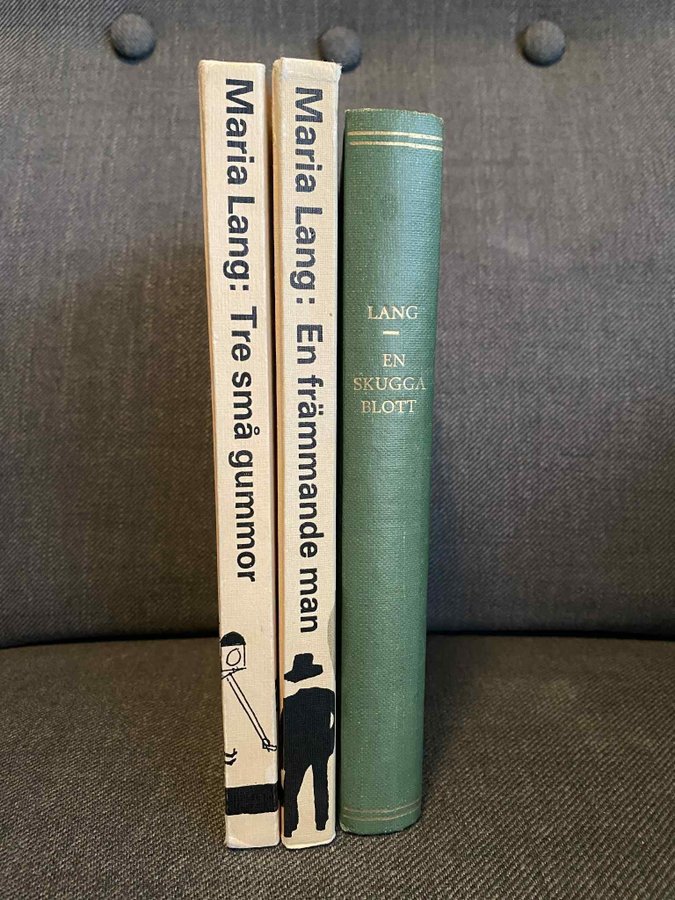 Maria Lang: Tre små gummor
Maria Lang: En främmande man
LANG
EN
SKUGGA
BLOTT